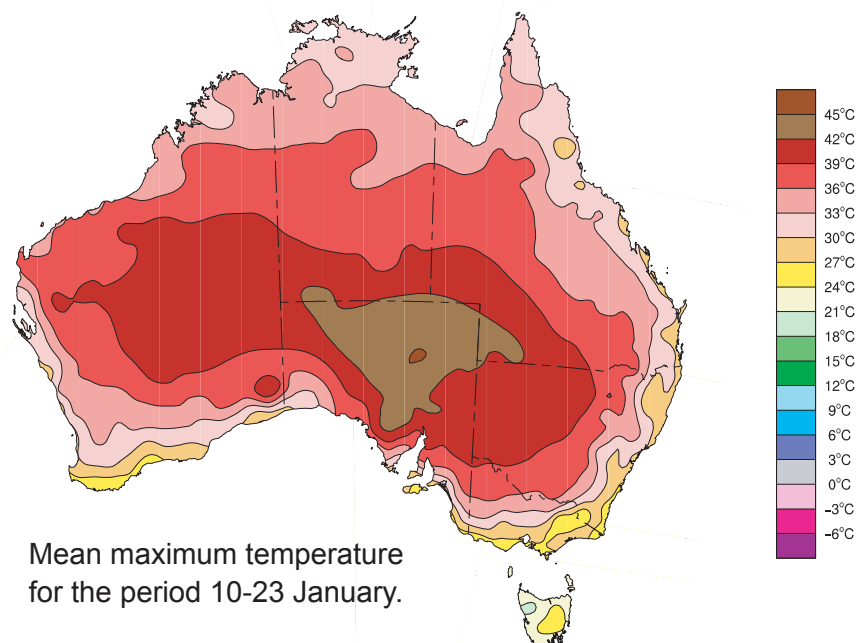 45°C
42°C
39°C
36°C
33°C
30°C
27°C
24°C
21°C
18°C
15°C
12°C
9°C
6°C
3°C
0°C
–3°C
–6°C
Mean maximum temperature
for the period 10-23 January.